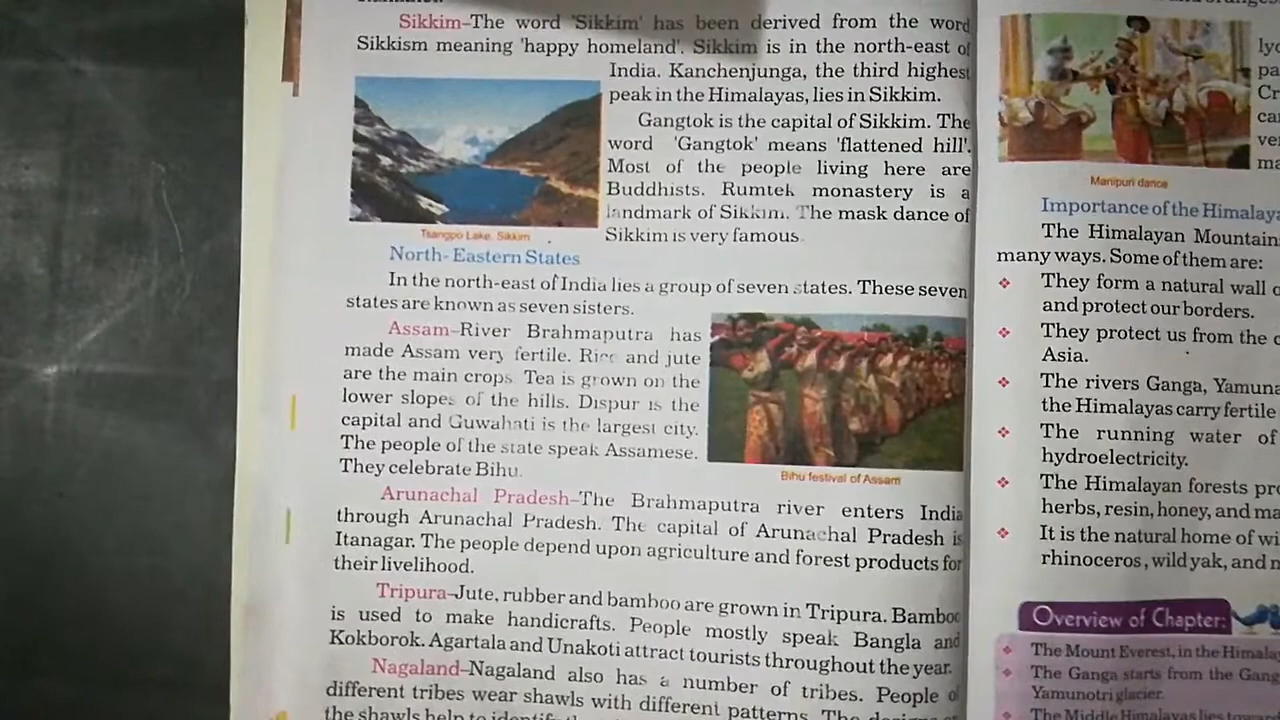 Sikkim–The word 'Sikkim' has been derived from the word
Sikkism meaning 'happy homeland'. Sikkim is in the north-east of
India. Kanchenjunga, the third highest
peak in the Himalayas, lies in Sikkim.
Gangtok is the capital of Sikkim. The
word 'Gangtok' means 'flattened hill'.
Most of the people living here are
Buddhists. Rumtek monastery is a
landmark of Sikkim. The mask dance of
Sikkim is very famous.
Tsangpo Lake, Sikkim
North-Eastern States
In the north-east of India lies a group of seven states. These seven
states are known as seven sisters.
Assam–River Brahmaputra has
made Assam very fertile. Rice and jute
are the main crops. Tea is grown on the
lower slopes of the hills. Dispur is the
capital and Guwahati is the largest city.
The people of the state speak Assamese.
They celebrate Bihu.
Bihu festival of Assam
Arunachal Pradesh–The Brahmaputra river enters India
through Arunachal Pradesh. The capital of Arunachal Pradesh is
Itanagar. The people depend upon agriculture and forest products for
their livelihood.
Tripura–Jute, rubber and bamboo are grown in Tripura. Bamboo
is used to make handicrafts. People mostly speak Bangla and
Kokborok. Agartala and Unakoti attract tourists throughout the year.
Nagaland–Nagaland also has a number of tribes. People of
different tribes wear shawls with different patterns. The
the shawls help to
Manipuri dance
Importance of the
The Himalayan
many ways. Some of them are:
❖ They form a natural wall
and protect our borders.
❖ They protect us from the
Asia.
❖ The rivers Ganga,
the Himalayas carry fertile
❖ The running water of
hydroelectricity.
❖ The Himalayan forests
herbs, resin, honey, and
❖ It is the natural home of
rhinoceros, wild yak, and
Overview of Chapter:
❖ The Mount Everest, in the
❖ The Ganga starts from the
Yamunotri glacier.
❖ The Middle Himalayas lies